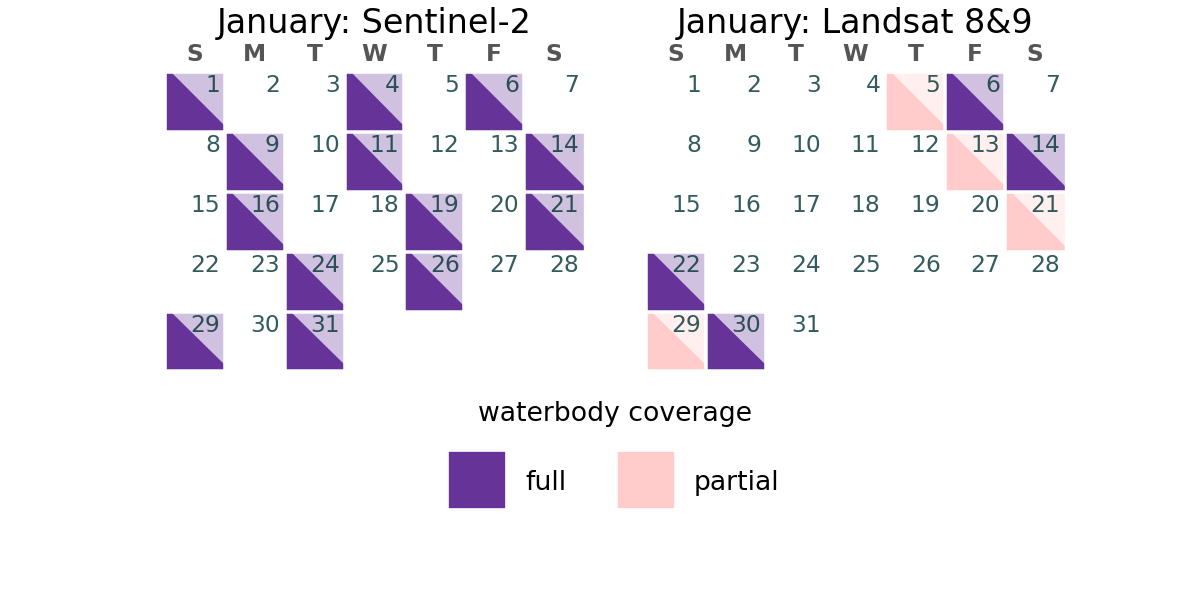 January: Sentinel-2
S M T W T F S
1 2 3 4 5 6 7
8 9 10 11 12 13 14
15 16 17 18 19 20 21
22 23 24 25 26 27 28
29 30 31
January: Landsat 8&9
S M T W T F S
1 2 3 4 5 6 7
8 9 10 11 12 13 14
15 16 17 18 19 20 21
22 23 24 25 26 27 28
29 30 31
waterbody coverage
full partial